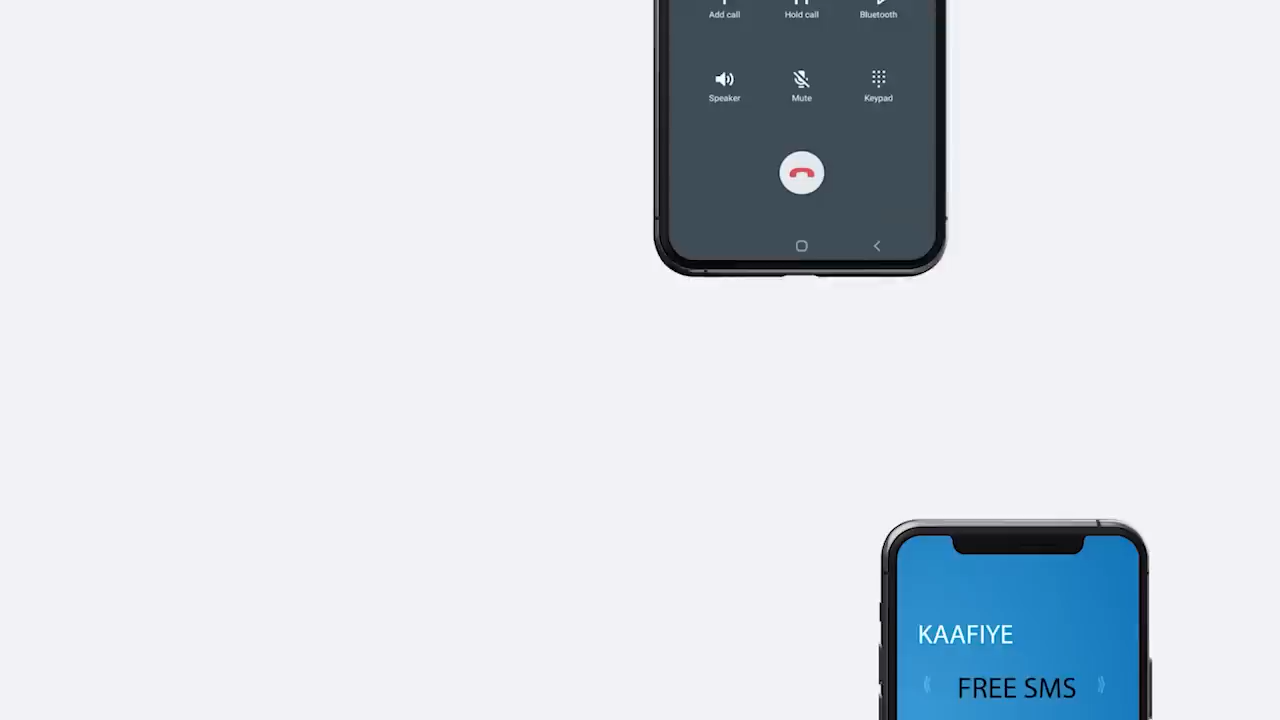 Add call Hold call Bluetooth
Speaker Mute Keypad
KAAFIYE
FREE SMS